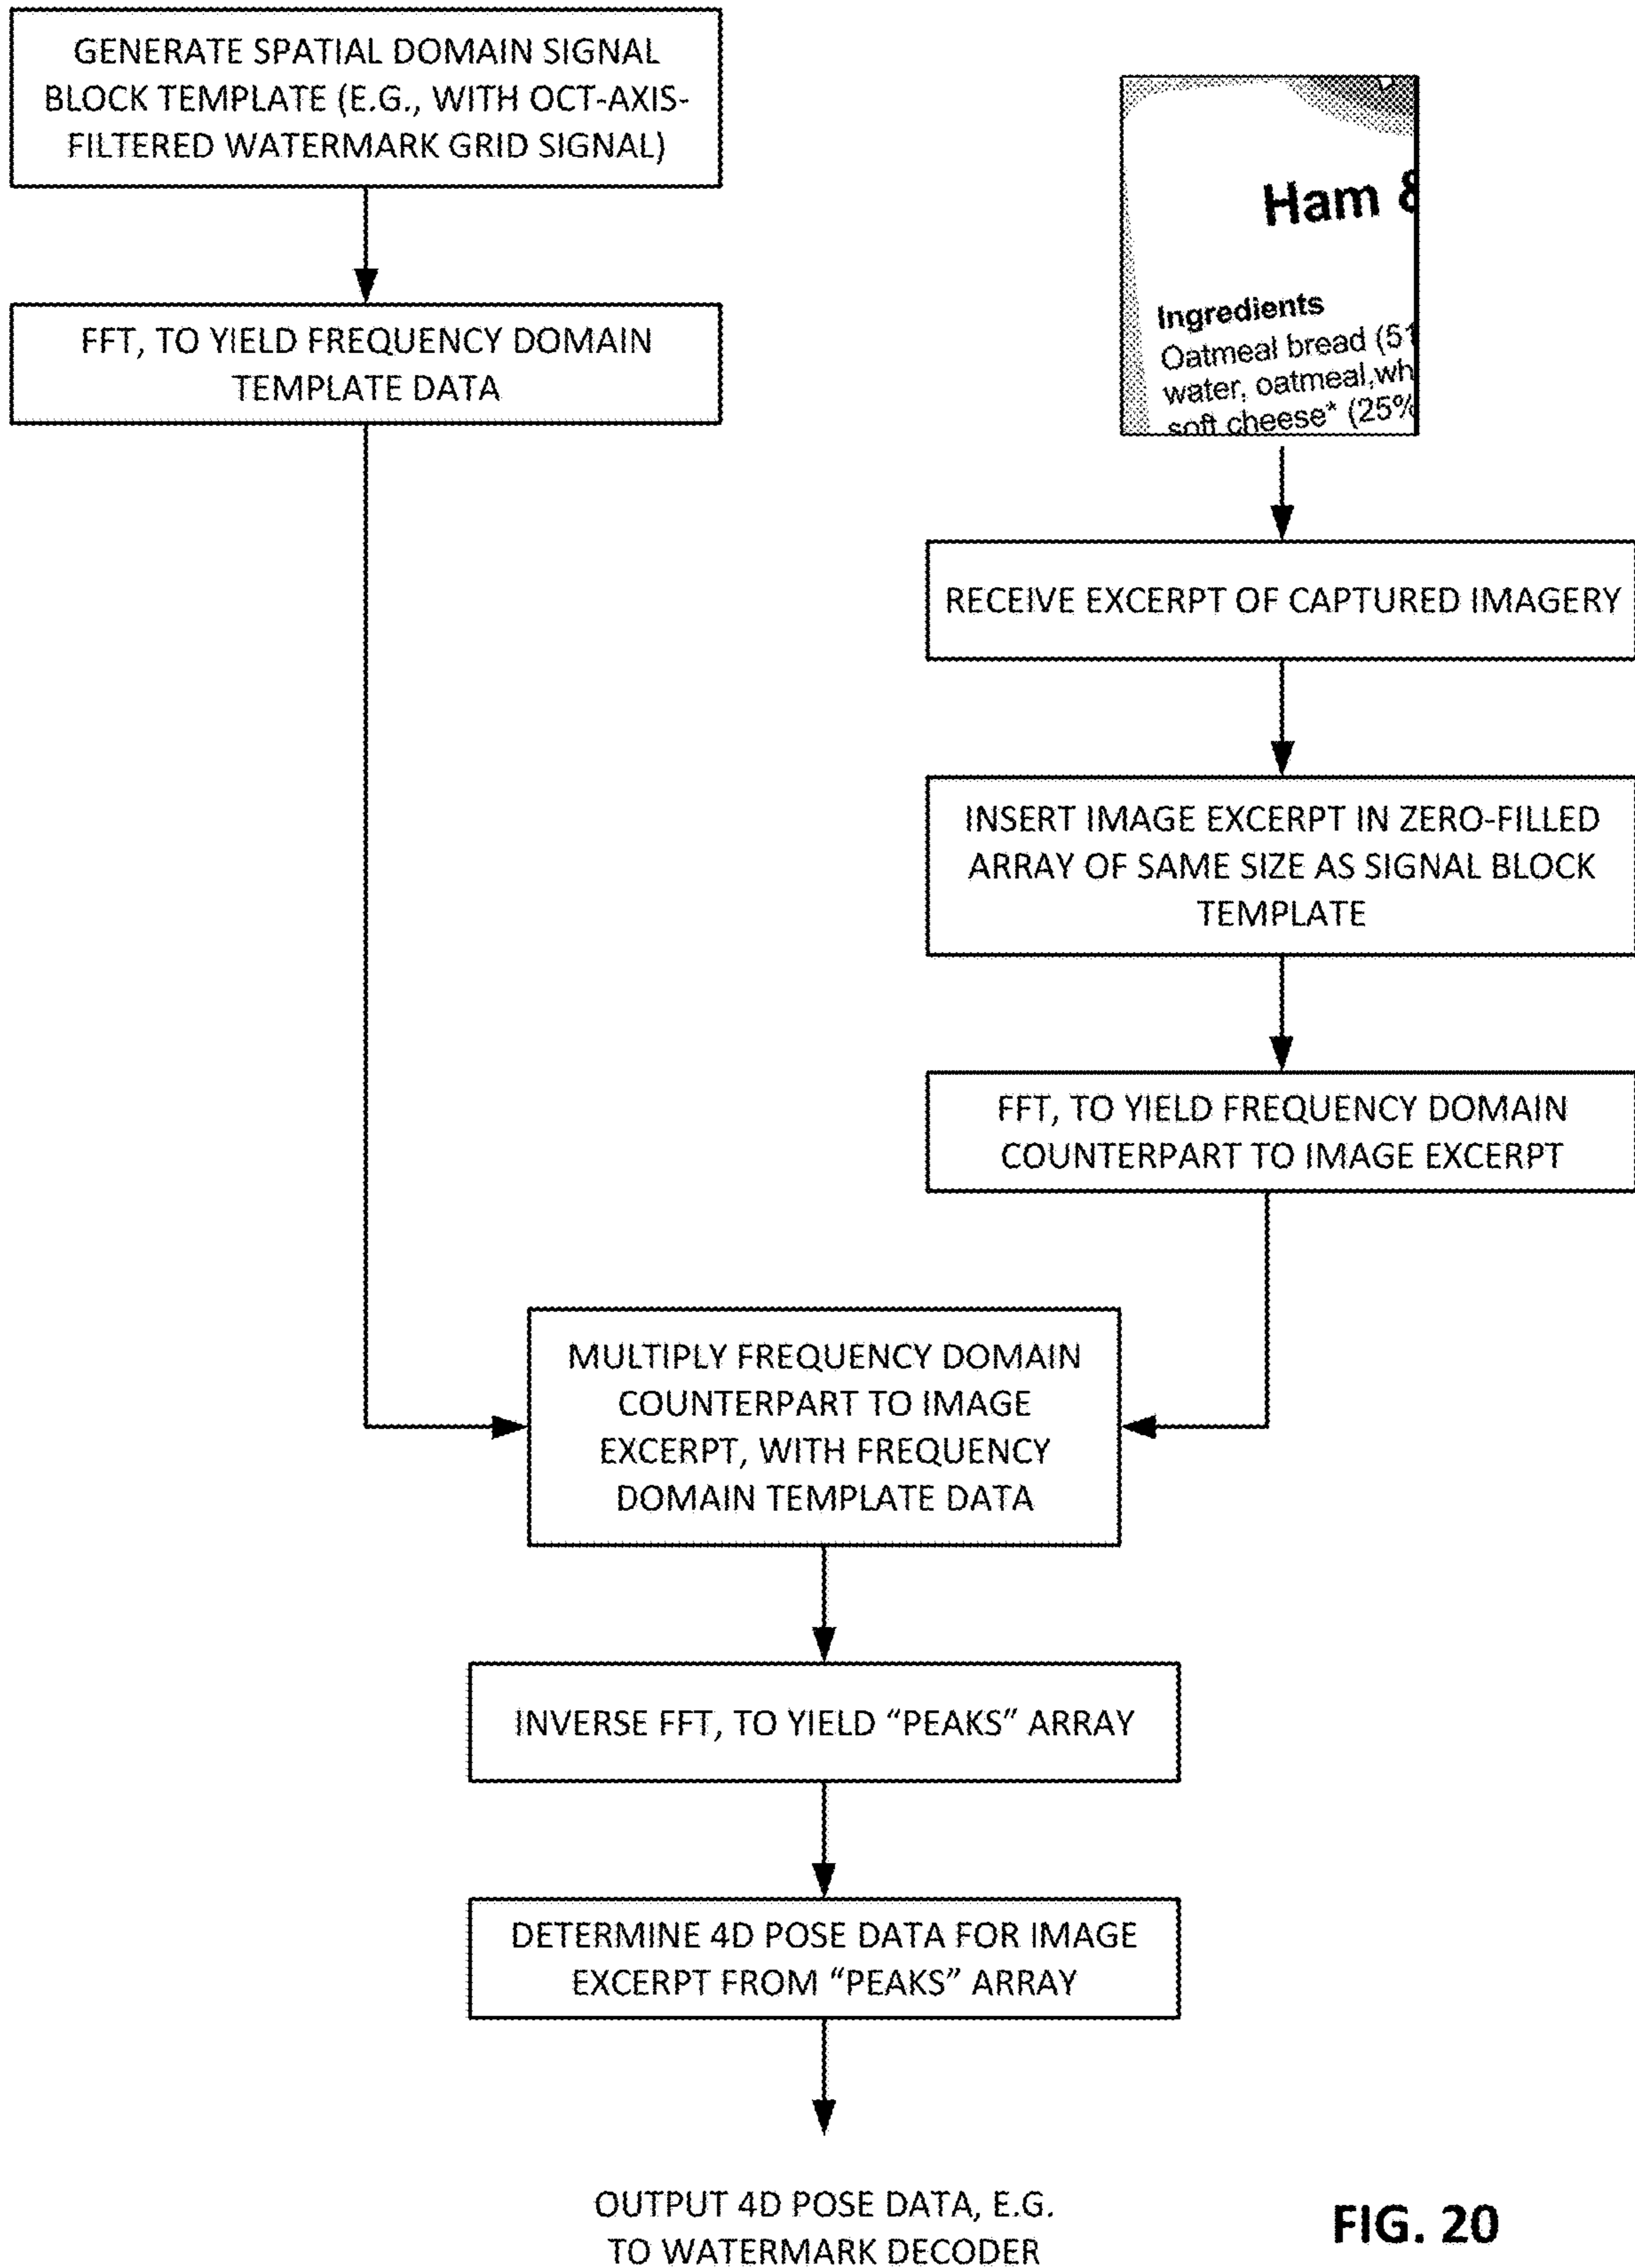 GENERATE SPATIAL DOMAIN SIGNAL
BLOCK TEMPLATE (E.G., WITH OCT-AXIS-
FILTERED WATERMARK GRID SIGNAL)
FFT, TO YIELD FREQUENCY DOMAIN
TEMPLATE DATA
Ham &
Ingredients
Oatmeal bread (51
water, oatmeal,wh
soft cheese* (25%
RECEIVE EXCERPT OF CAPTURED IMAGERY
INSERT IMAGE EXCERPT IN ZERO-FILLED
ARRAY OF SAME SIZE AS SIGNAL BLOCK
TEMPLATE
FFT, TO YIELD FREQUENCY DOMAIN
COUNTERPART TO IMAGE EXCERPT
MULTIPLY FREQUENCY DOMAIN
COUNTERPART TO IMAGE
EXCERPT, WITH FREQUENCY
DOMAIN TEMPLATE DATA
INVERSE FFT, TO YIELD “PEAKS” ARRAY
DETERMINE 4D POSE DATA FOR IMAGE
EXCERPT FROM “PEAKS” ARRAY
OUTPUT 4D POSE DATA, E.G.
TO WATERMARK DECODER
FIG. 20